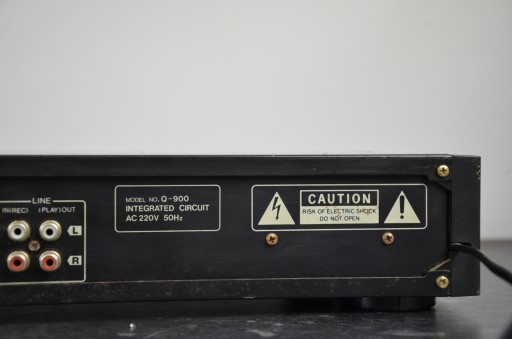 LINE
IN(REC) (PLAY)OUT
L
R
MODEL NO. Q-900
INTEGRATED CIRCUIT
AC 220V 50Hz
CAUTION
RISK OF ELECTRIC SHOCK
DO NOT OPEN